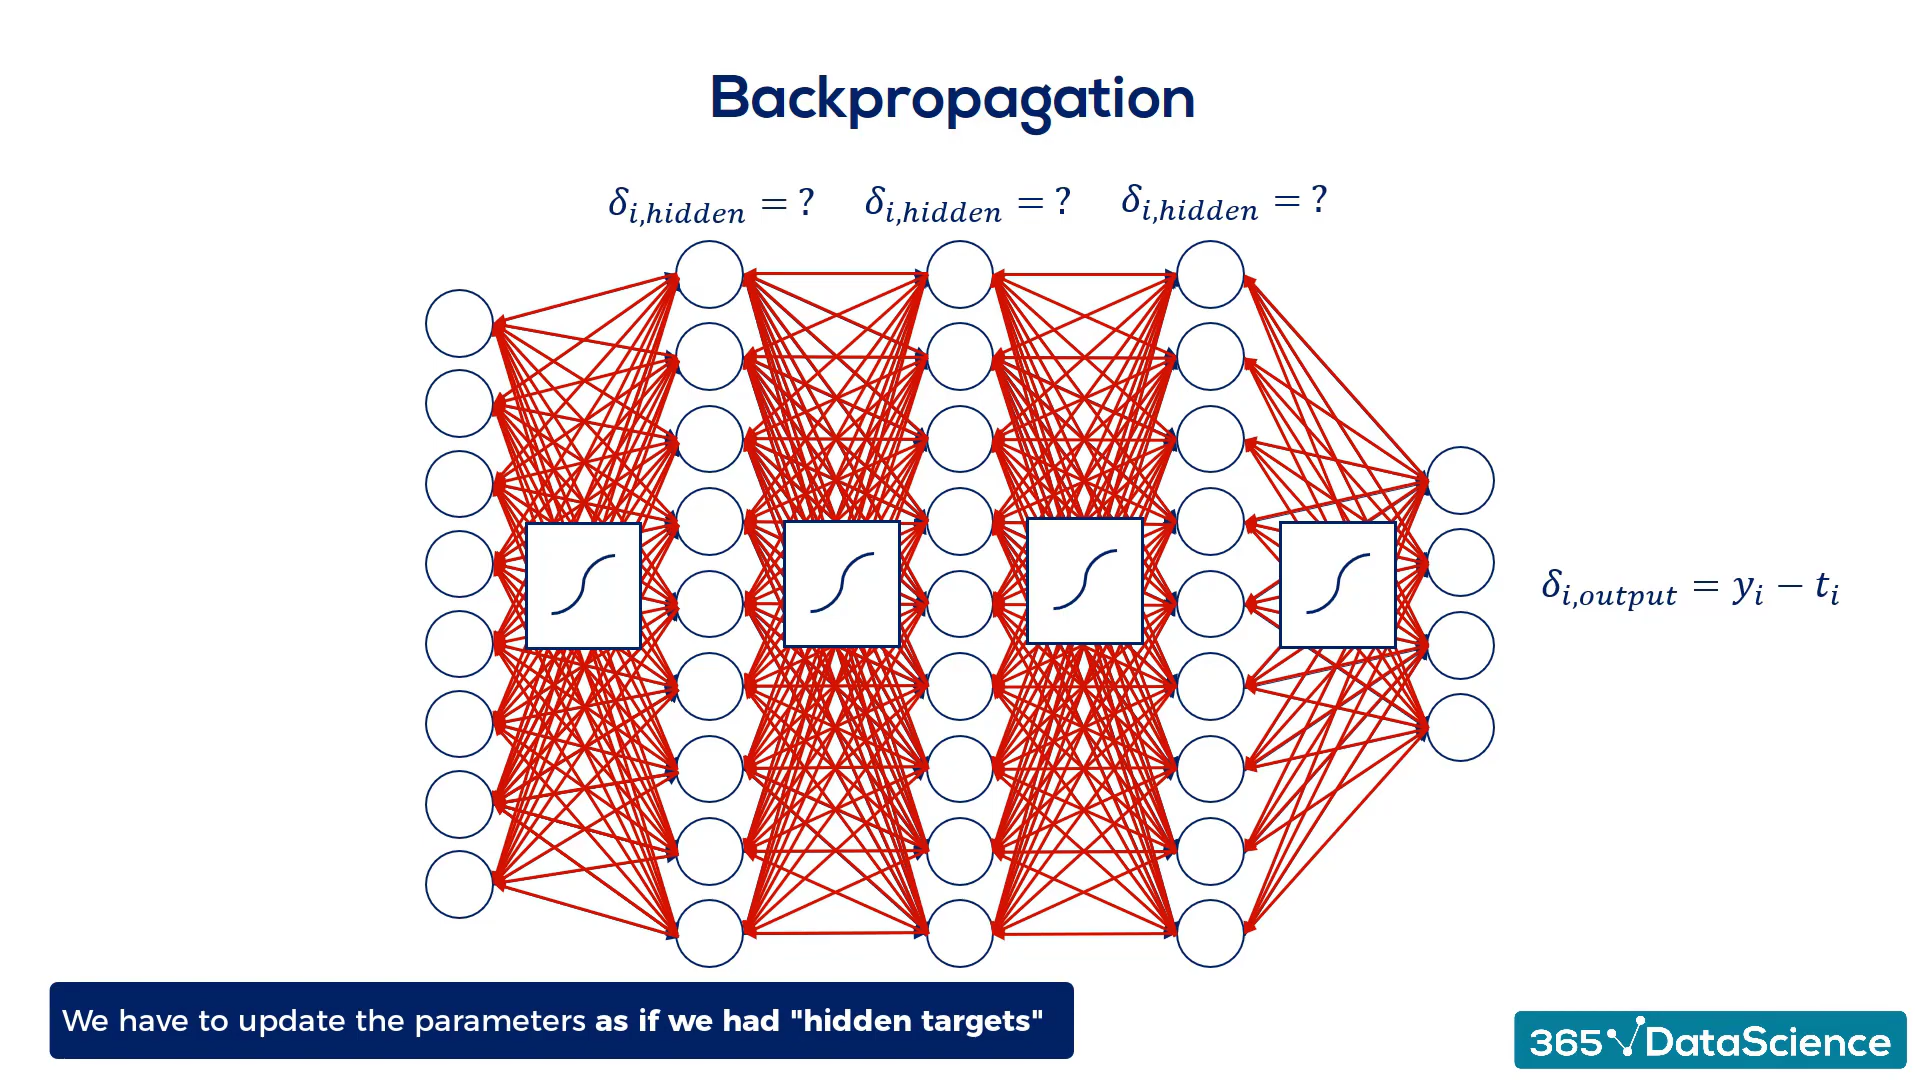 Backpropagation
δi,hidden = ? δi,hidden = ? δi,hidden = ?
δi,output = yi − ti
We have to update the parameters as if we had "hidden targets"
365 DataScience